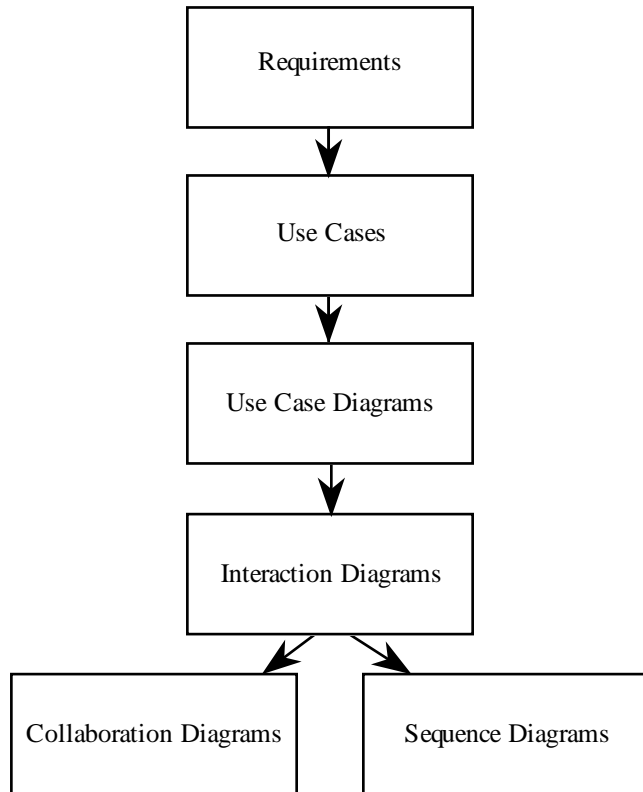 Requirements
Use Cases
Use Case Diagrams
Interaction Diagrams
Collaboration Diagrams
Sequence Diagrams